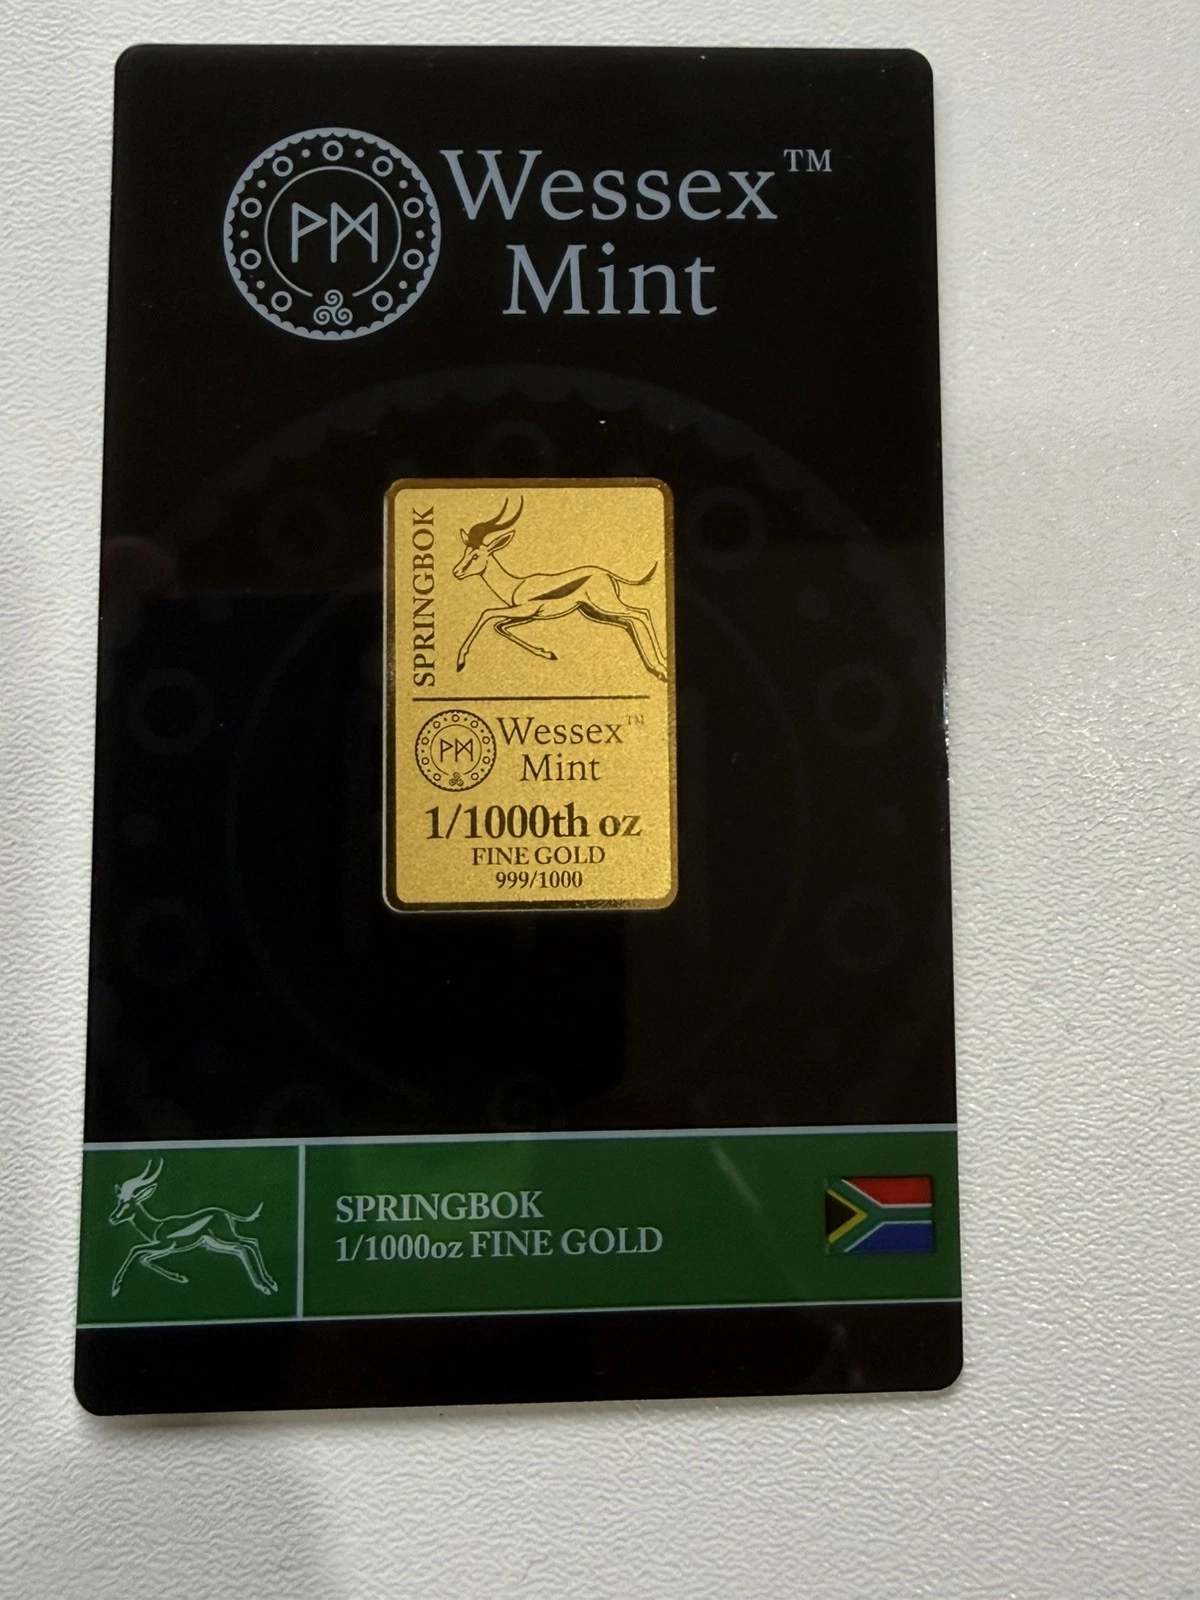 Wessex™
Mint
SPRINGBOK
Wessex™
Mint
1/1000th oz
FINE GOLD
999/1000
SPRINGBOK
1/1000oz FINE GOLD